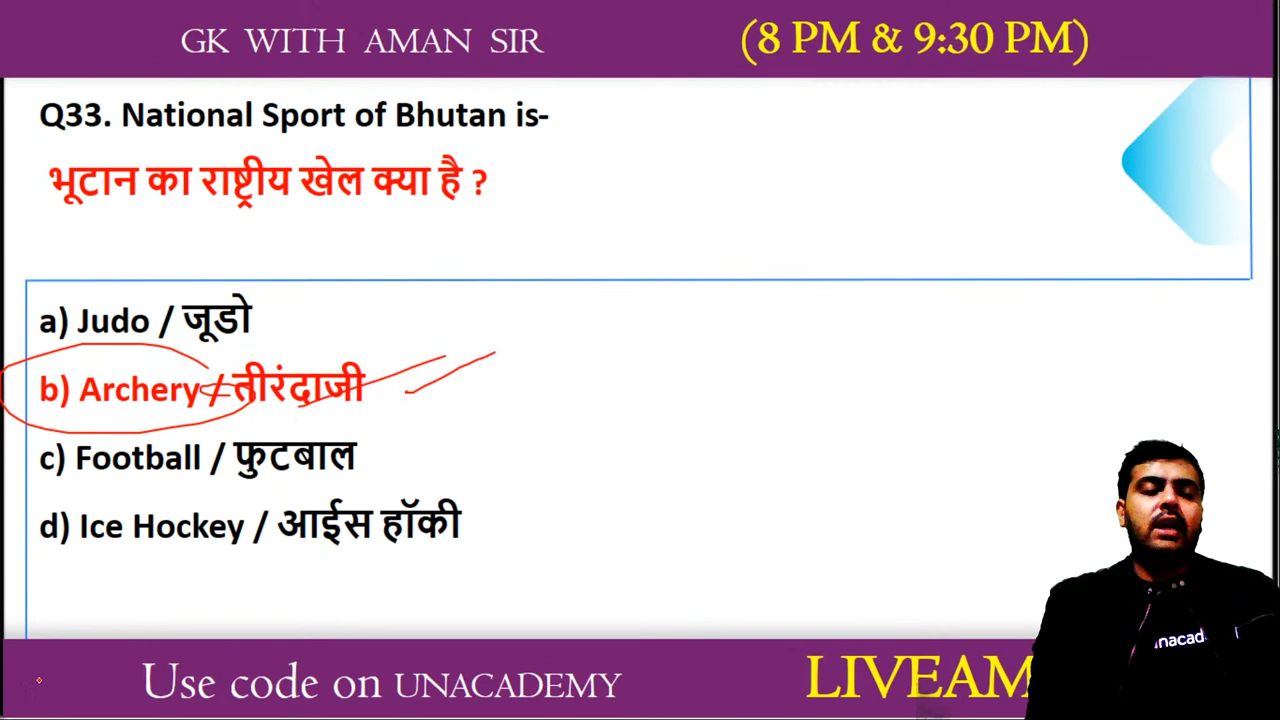 GK WITH AMAN SIR (8 PM & 9:30 PM)
Q33. National Sport of Bhutan is-
भूटान का राष्ट्रीय खेल क्या है ?
a) Judo / जूडो
b) Archery / तीरंदाजी
c) Football / फुटबाल
d) Ice Hockey / आईस हॉकी
unacad
Use code on UNACADEMY LIVEAM